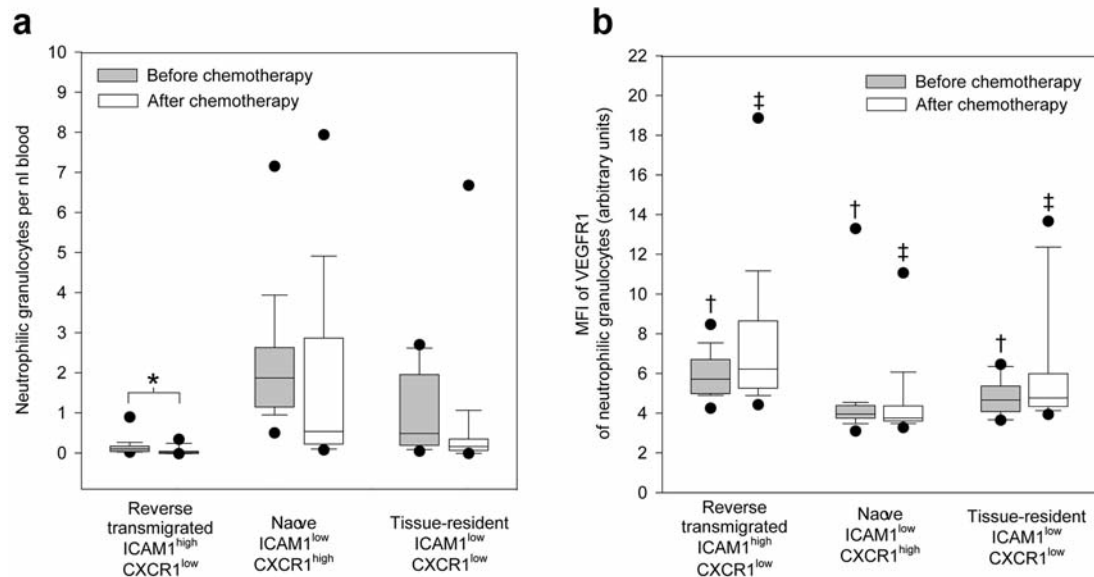 a
Neutrophilic granulocytes per nl blood
10
9
8
7
6
5
4
3
2
1
0
Before chemotherapy
After chemotherapy
*
Reverse
transmigrated
ICAM1high
CXCR1low
Naαve
ICAM1low
CXCR1high
Tissue-resident
ICAM1low
CXCR1low
b
MFI of VEGFR1
of neutrophilic granulocytes (arbitrary units)
22
20
18
16
14
12
10
8
6
4
2
0
Before chemotherapy
After chemotherapy
†
‡
†
‡
†
‡
Reverse
transmigrated
ICAM1high
CXCR1low
Naαve
ICAM1low
CXCR1high
Tissue-resident
ICAM1low
CXCR1low